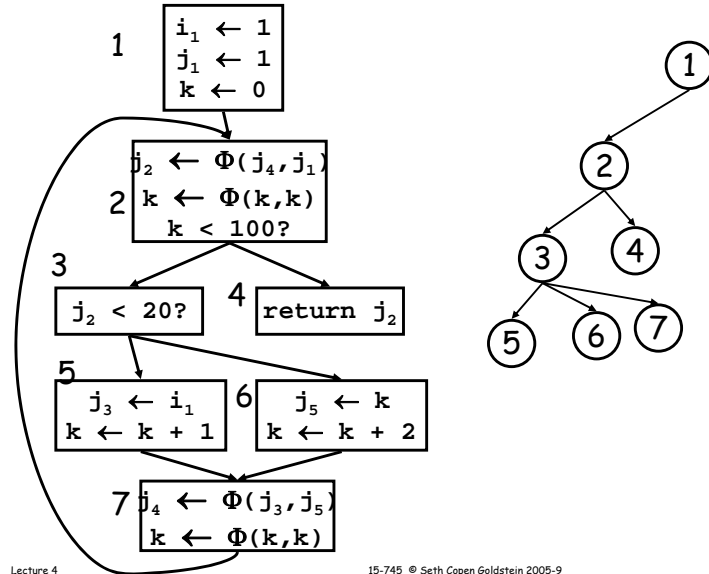 1
i₁ ← 1
j₁ ← 1
k ← 0
2
j₂ ← Φ(j₄,j₁)
k ← Φ(k,k)
k < 100?
3
j₂ < 20?
4
return j₂
5
j₃ ← i₁
k ← k + 1
6
j₅ ← k
k ← k + 2
7
j₄ ← Φ(j₃,j₅)
k ← Φ(k,k)
1
2
3
4
5
6
7
Lecture 4
15-745 © Seth Copen Goldstein 2005-9